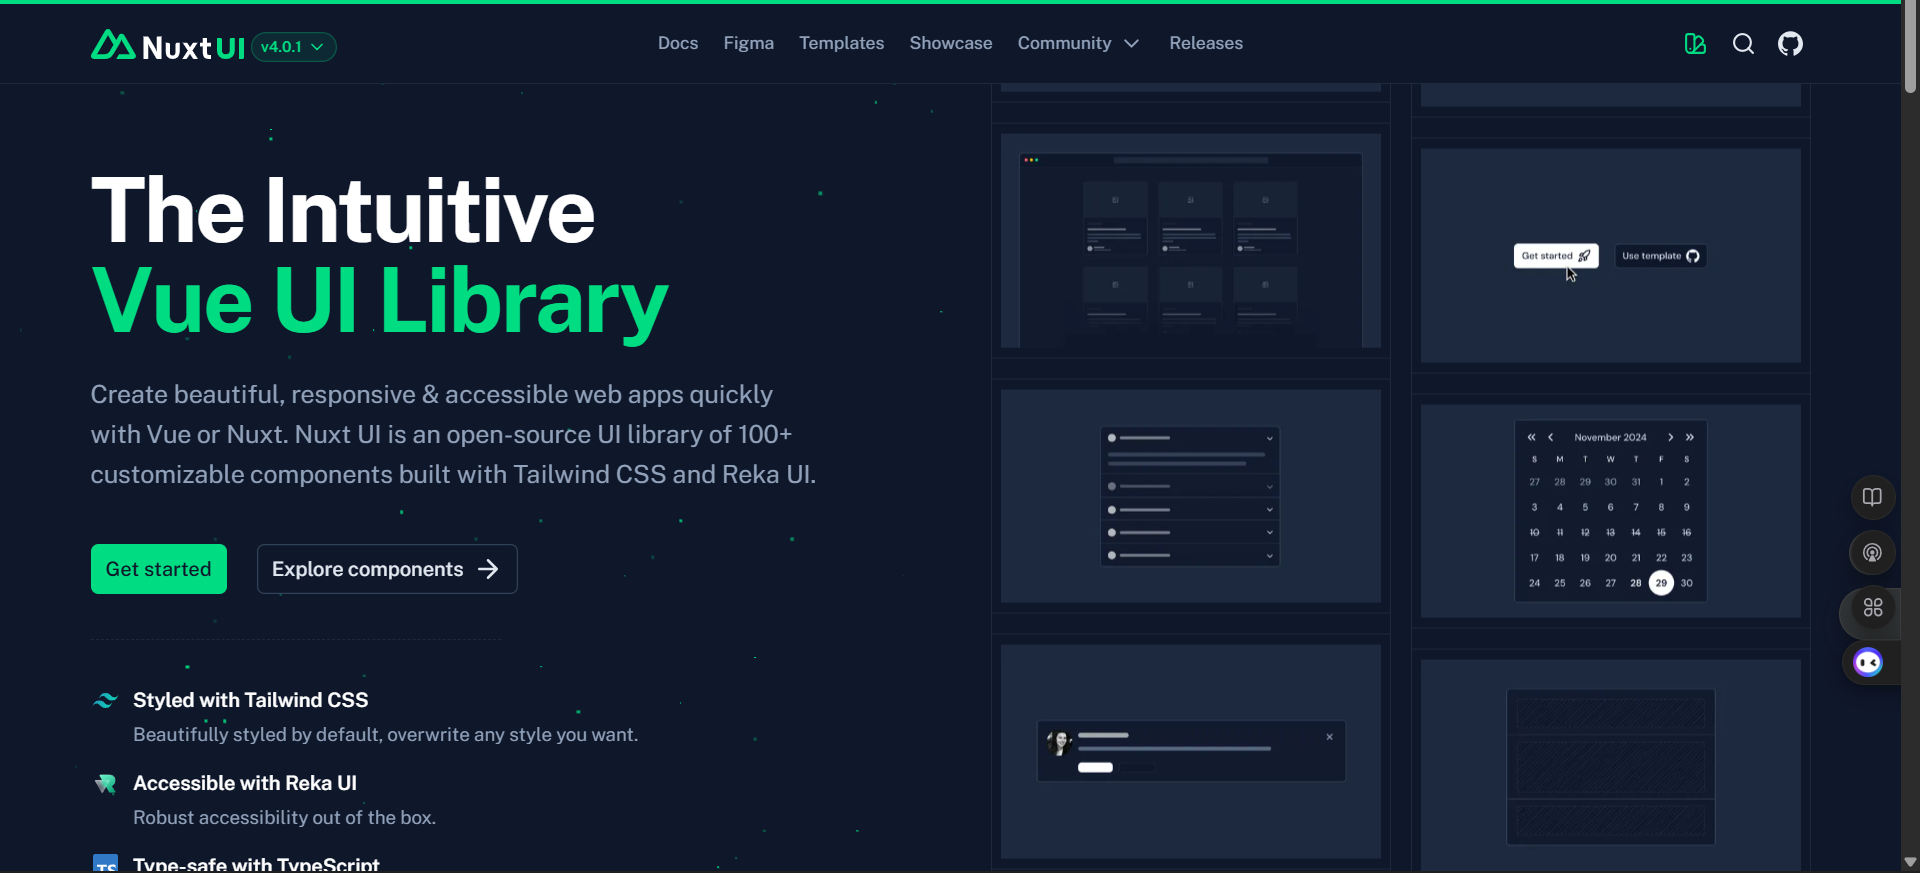 NuxtUI v4.0.1
Docs Figma Templates Showcase Community Releases
The Intuitive
Vue UI Library
Create beautiful, responsive & accessible web apps quickly
with Vue or Nuxt. Nuxt UI is an open-source UI library of 100+
customizable components built with Tailwind CSS and Reka UI.
Get started
Explore components
Styled with Tailwind CSS
Beautifully styled by default, overwrite any style you want.
Accessible with Reka UI
Robust accessibility out of the box.
TS Type-safe with TypeScript
Get started Use template
November 2024
S M T W T F S
27 28 29 30 31 1 2
3 4 5 6 7 8 9
10 11 12 13 14 15 16
17 18 19 20 21 22 23
24 25 26 27 28 29 30